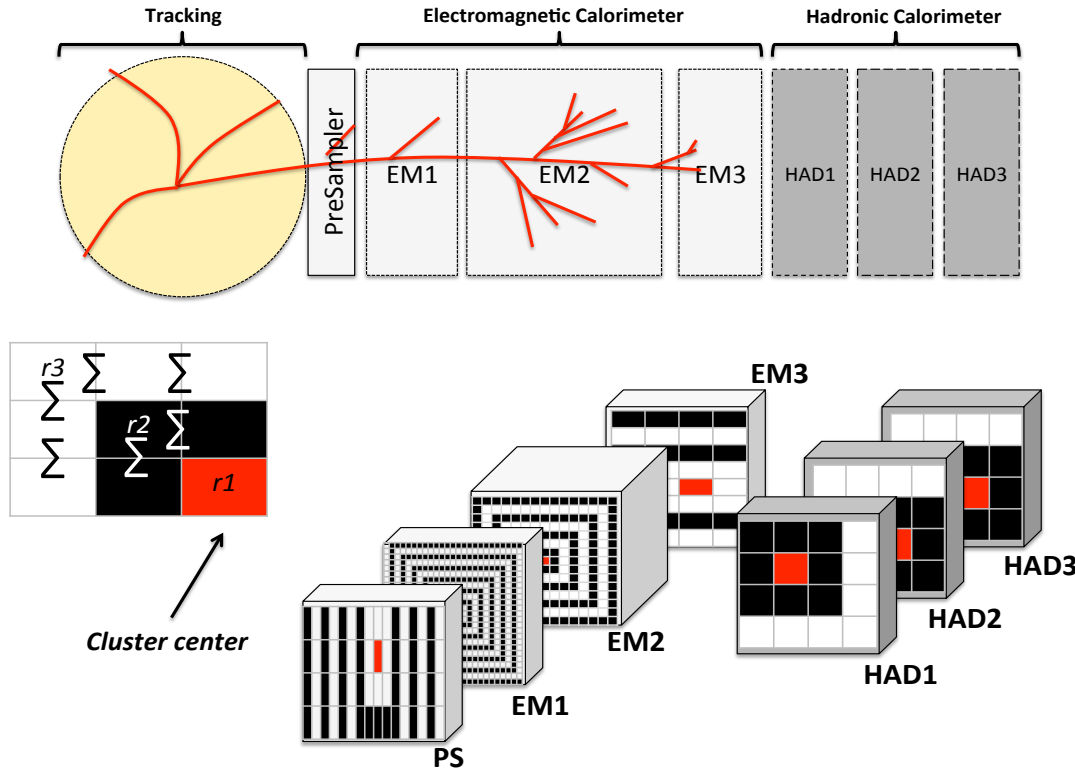 Tracking
Electromagnetic Calorimeter
Hadronic Calorimeter
PreSampler
EM1
EM2
EM3
HAD1
HAD2
HAD3
r3
∑
∑
∑
r2
∑
∑
∑
r1
Cluster center
EM3
HAD3
EM2
HAD2
HAD1
EM1
PS